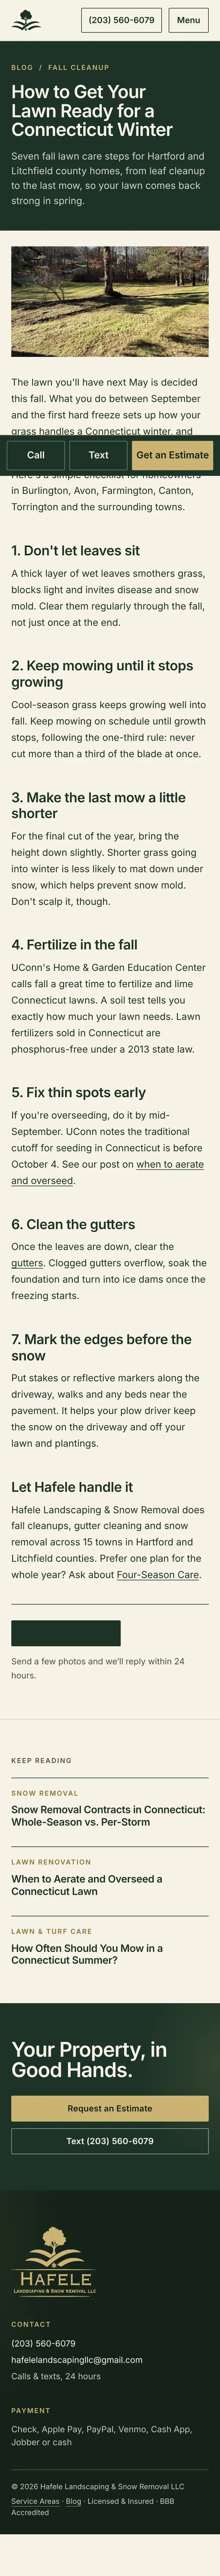 (203) 560-6079
Menu
BLOG / FALL CLEANUP
How to Get Your
Lawn Ready for a
Connecticut Winter
Seven fall lawn care steps for Hartford and
Litchfield county homes, from leaf cleanup
to the last mow, so your lawn comes back
strong in spring.
The lawn you'll have next May is decided
this fall. What you do between September
and the first hard freeze sets up how your
grass handles a Connecticut winter, and
Call
Text
Get an Estimate
Here's a simple checklist for homeowners
in Burlington, Avon, Farmington, Canton,
Torrington and the surrounding towns.
1. Don't let leaves sit
A thick layer of wet leaves smothers grass,
blocks light and invites disease and snow
mold. Clear them regularly through the fall,
not just once at the end.
2. Keep mowing until it stops
growing
Cool-season grass keeps growing well into
fall. Keep mowing on schedule until growth
stops, following the one-third rule: never
cut more than a third of the blade at once.
3. Make the last mow a little
shorter
For the final cut of the year, bring the
height down slightly. Shorter grass going
into winter is less likely to mat down under
snow, which helps prevent snow mold.
Don't scalp it, though.
4. Fertilize in the fall
UConn's Home & Garden Education Center
calls fall a great time to fertilize and lime
Connecticut lawns. A soil test tells you
exactly how much your lawn needs. Lawn
fertilizers sold in Connecticut are
phosphorus-free under a 2013 state law.
5. Fix thin spots early
If you're overseeding, do it by mid-
September. UConn notes the traditional
cutoff for seeding in Connecticut is before
October 4. See our post on when to aerate
and overseed.
6. Clean the gutters
Once the leaves are down, clear the
gutters. Clogged gutters overflow, soak the
foundation and turn into ice dams once the
freezing starts.
7. Mark the edges before the
snow
Put stakes or reflective markers along the
driveway, walks and any beds near the
pavement. It helps your plow driver keep
the snow on the driveway and off your
lawn and plantings.
Let Hafele handle it
Hafele Landscaping & Snow Removal does
fall cleanups, gutter cleaning and snow
removal across 15 towns in Hartford and
Litchfield counties. Prefer one plan for the
whole year? Ask about Four-Season Care.
Send a few photos and we'll reply within 24
hours.
KEEP READING
SNOW REMOVAL
Snow Removal Contracts in Connecticut:
Whole-Season vs. Per-Storm
LAWN RENOVATION
When to Aerate and Overseed a
Connecticut Lawn
LAWN & TURF CARE
How Often Should You Mow in a
Connecticut Summer?
Your Property, in
Good Hands.
Request an Estimate
Text (203) 560-6079
HAFELE
LANDSCAPING & SNOW REMOVAL LLC
CONTACT
(203) 560-6079
hafelelandscapingllc@gmail.com
Calls & texts, 24 hours
PAYMENT
Check, Apple Pay, PayPal, Venmo, Cash App,
Jobber or cash
© 2026 Hafele Landscaping & Snow Removal LLC
Service Areas · Blog · Licensed & Insured · BBB
Accredited